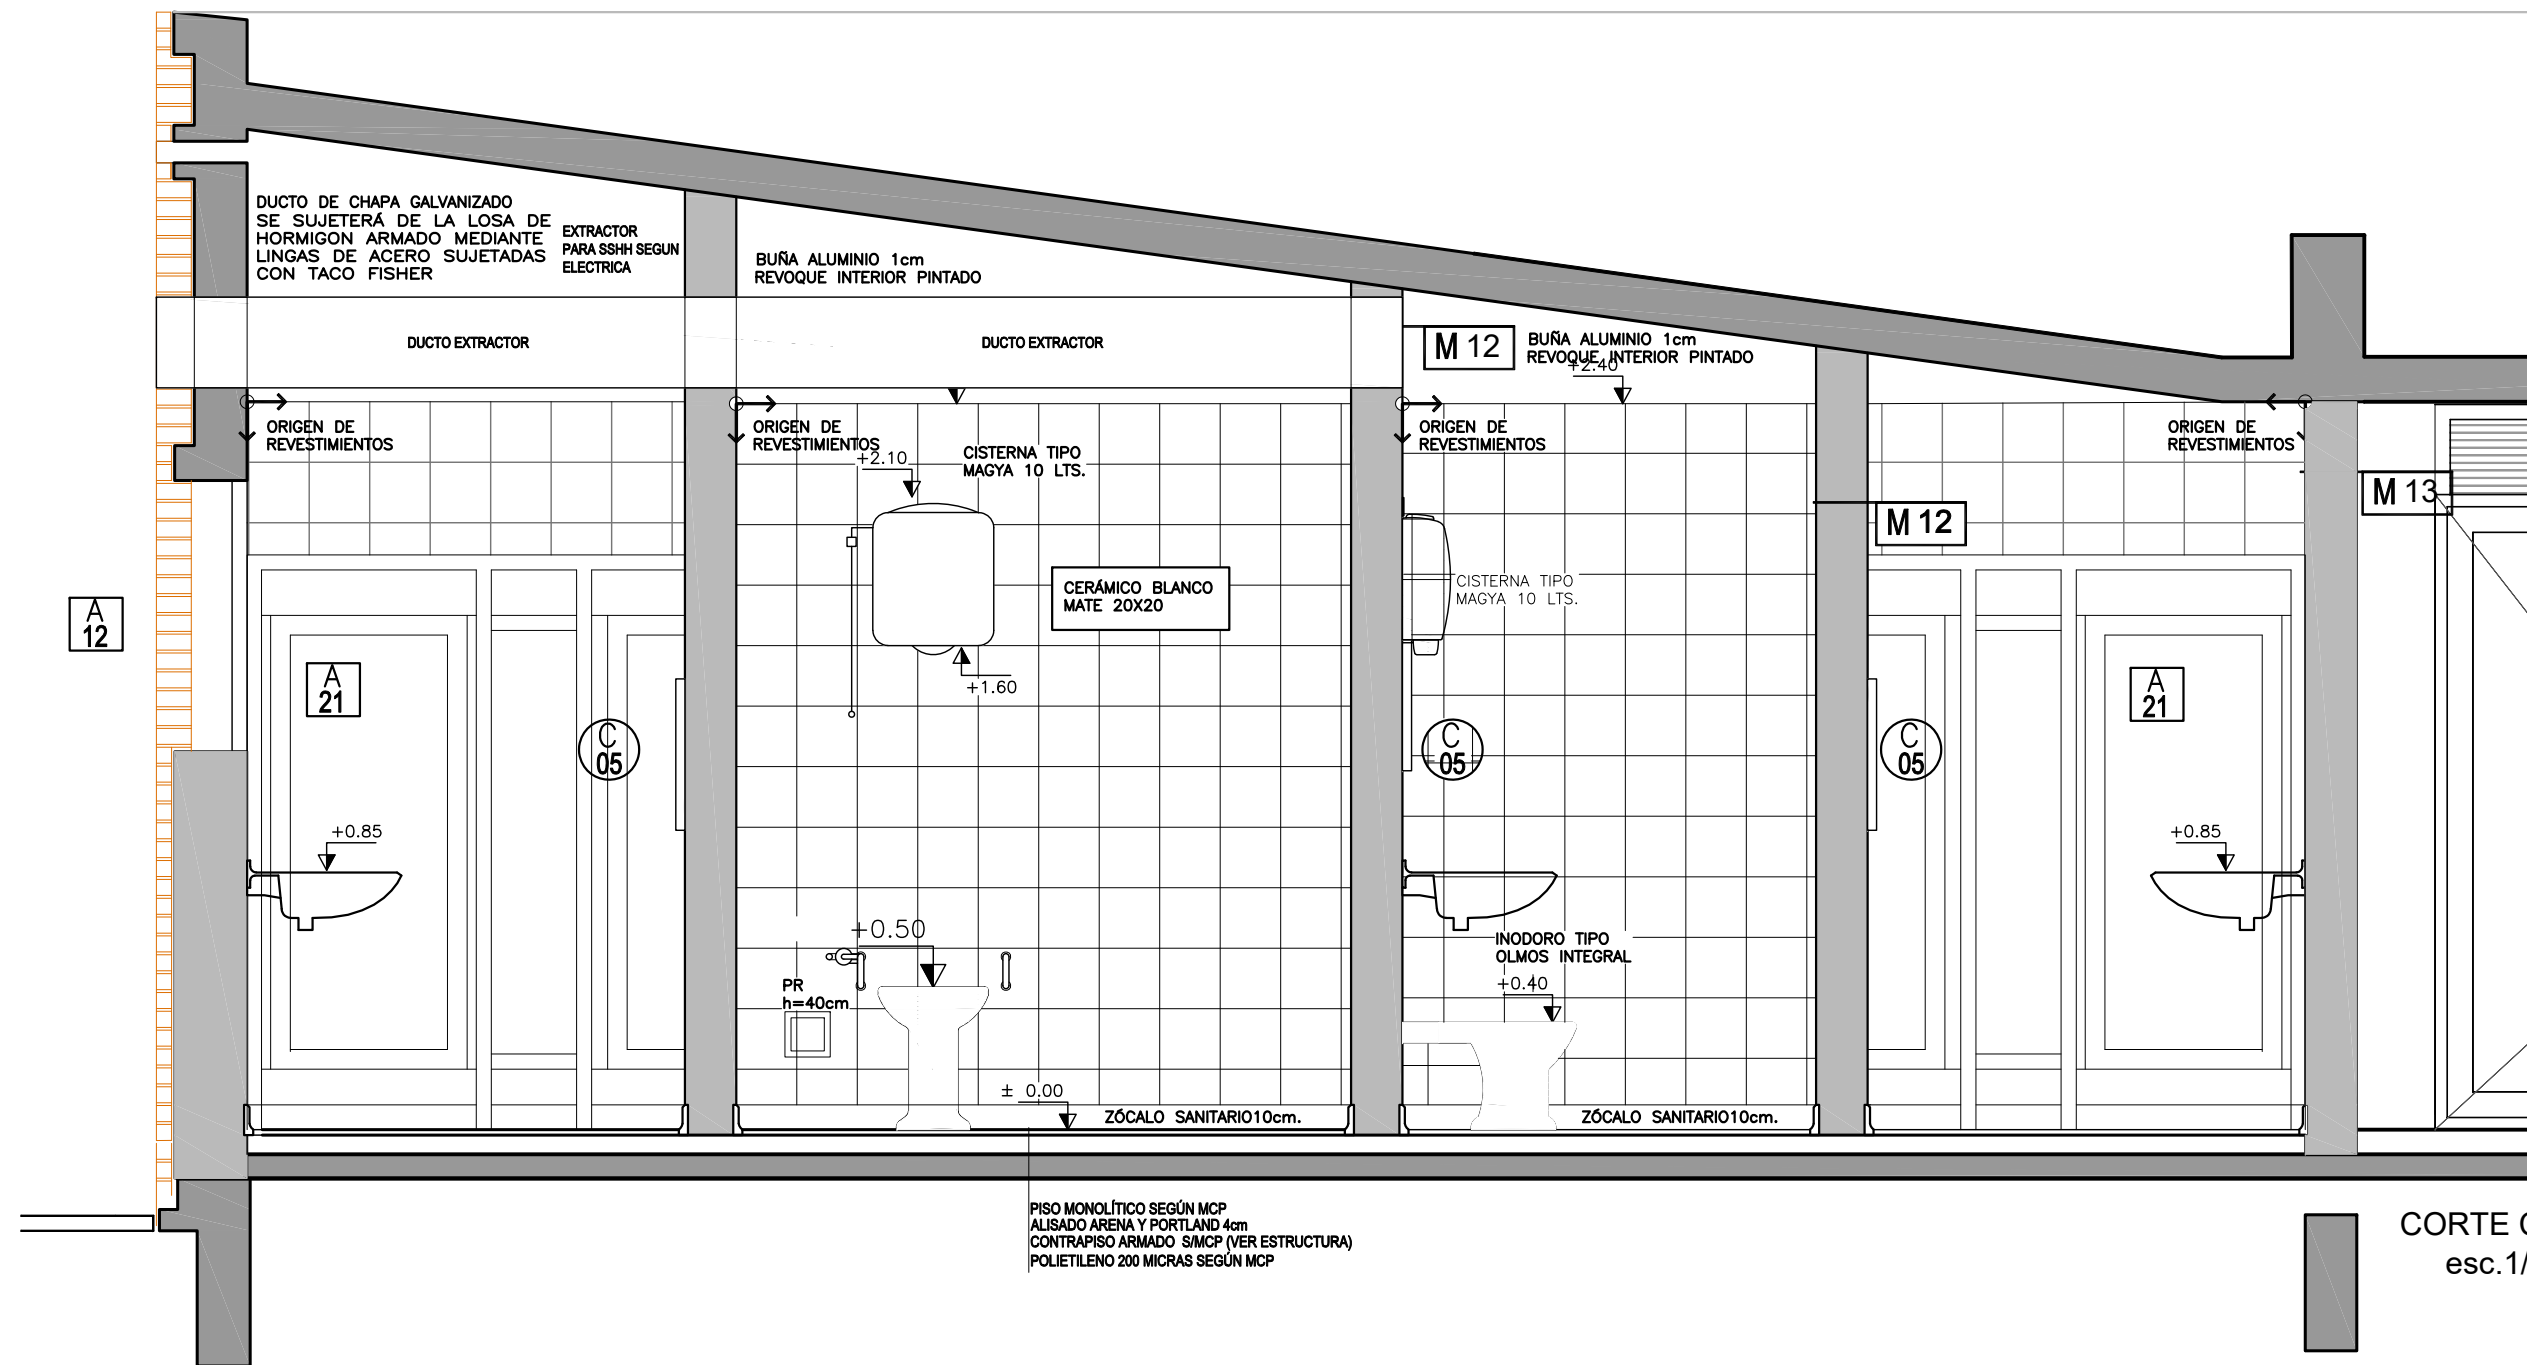 DUCTO DE CHAPA GALVANIZADO
SE SUJETERÁ DE LA LOSA DE
HORMIGON ARMADO MEDIANTE
LINGAS DE ACERO SUJETADAS
CON TACO FISHER
EXTRACTOR
PARA SSHH SEGUN
ELECTRICA
BUÑA ALUMINIO 1cm
REVOQUE INTERIOR PINTADO
DUCTO EXTRACTOR
DUCTO EXTRACTOR
M 12
BUÑA ALUMINIO 1cm
REVOQUE INTERIOR PINTADO
+2.40
ORIGEN DE
REVESTIMIENTOS
ORIGEN DE
REVESTIMIENTOS
ORIGEN DE
REVESTIMIENTOS
ORIGEN DE
REVESTIMIENTOS
+2.10
CISTERNA TIPO
MAGYA 10 LTS.
M 13
M 12
CERÁMICO BLANCO
MATE 20X20
CISTERNA TIPO
MAGYA 10 LTS.
A
12
A
21
+1.60
A
21
C
05
C
05
C
05
+0.85
+0.85
+0.50
INODORO TIPO
OLMOS INTEGRAL
+0.40
PR
h=40cm
± 0.00
ZÓCALO SANITARIO10cm.
ZÓCALO SANITARIO10cm.
PISO MONOLÍTICO SEGÚN MCP
ALISADO ARENA Y PORTLAND 4cm
CONTRAPISO ARMADO S/MCP (VER ESTRUCTURA)
POLIETILENO 200 MICRAS SEGÚN MCP
CORTE
esc.1/